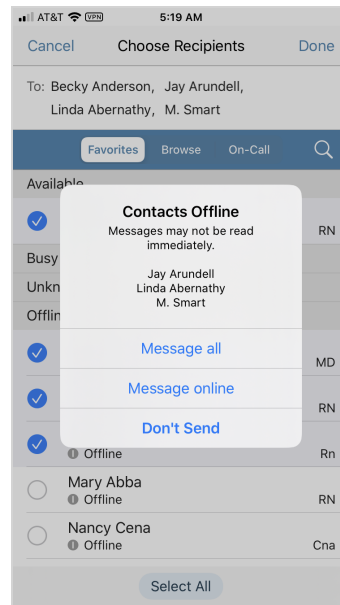 AT&T VPN 5:19 AM
Cancel Choose Recipients Done
To: Becky Anderson, Jay Arundell,
Linda Abernathy, M. Smart
Favorites Browse On-Call
Available
RN
Contacts Offline
Messages may not be read
immediately.
Jay Arundell
Linda Abernathy
M. Smart
Message all
Message online
Don't Send
Busy
Unkn
Offlin
MD
RN
Offline Rn
Mary Abba
Offline RN
Nancy Cena
Offline Cna
Select All